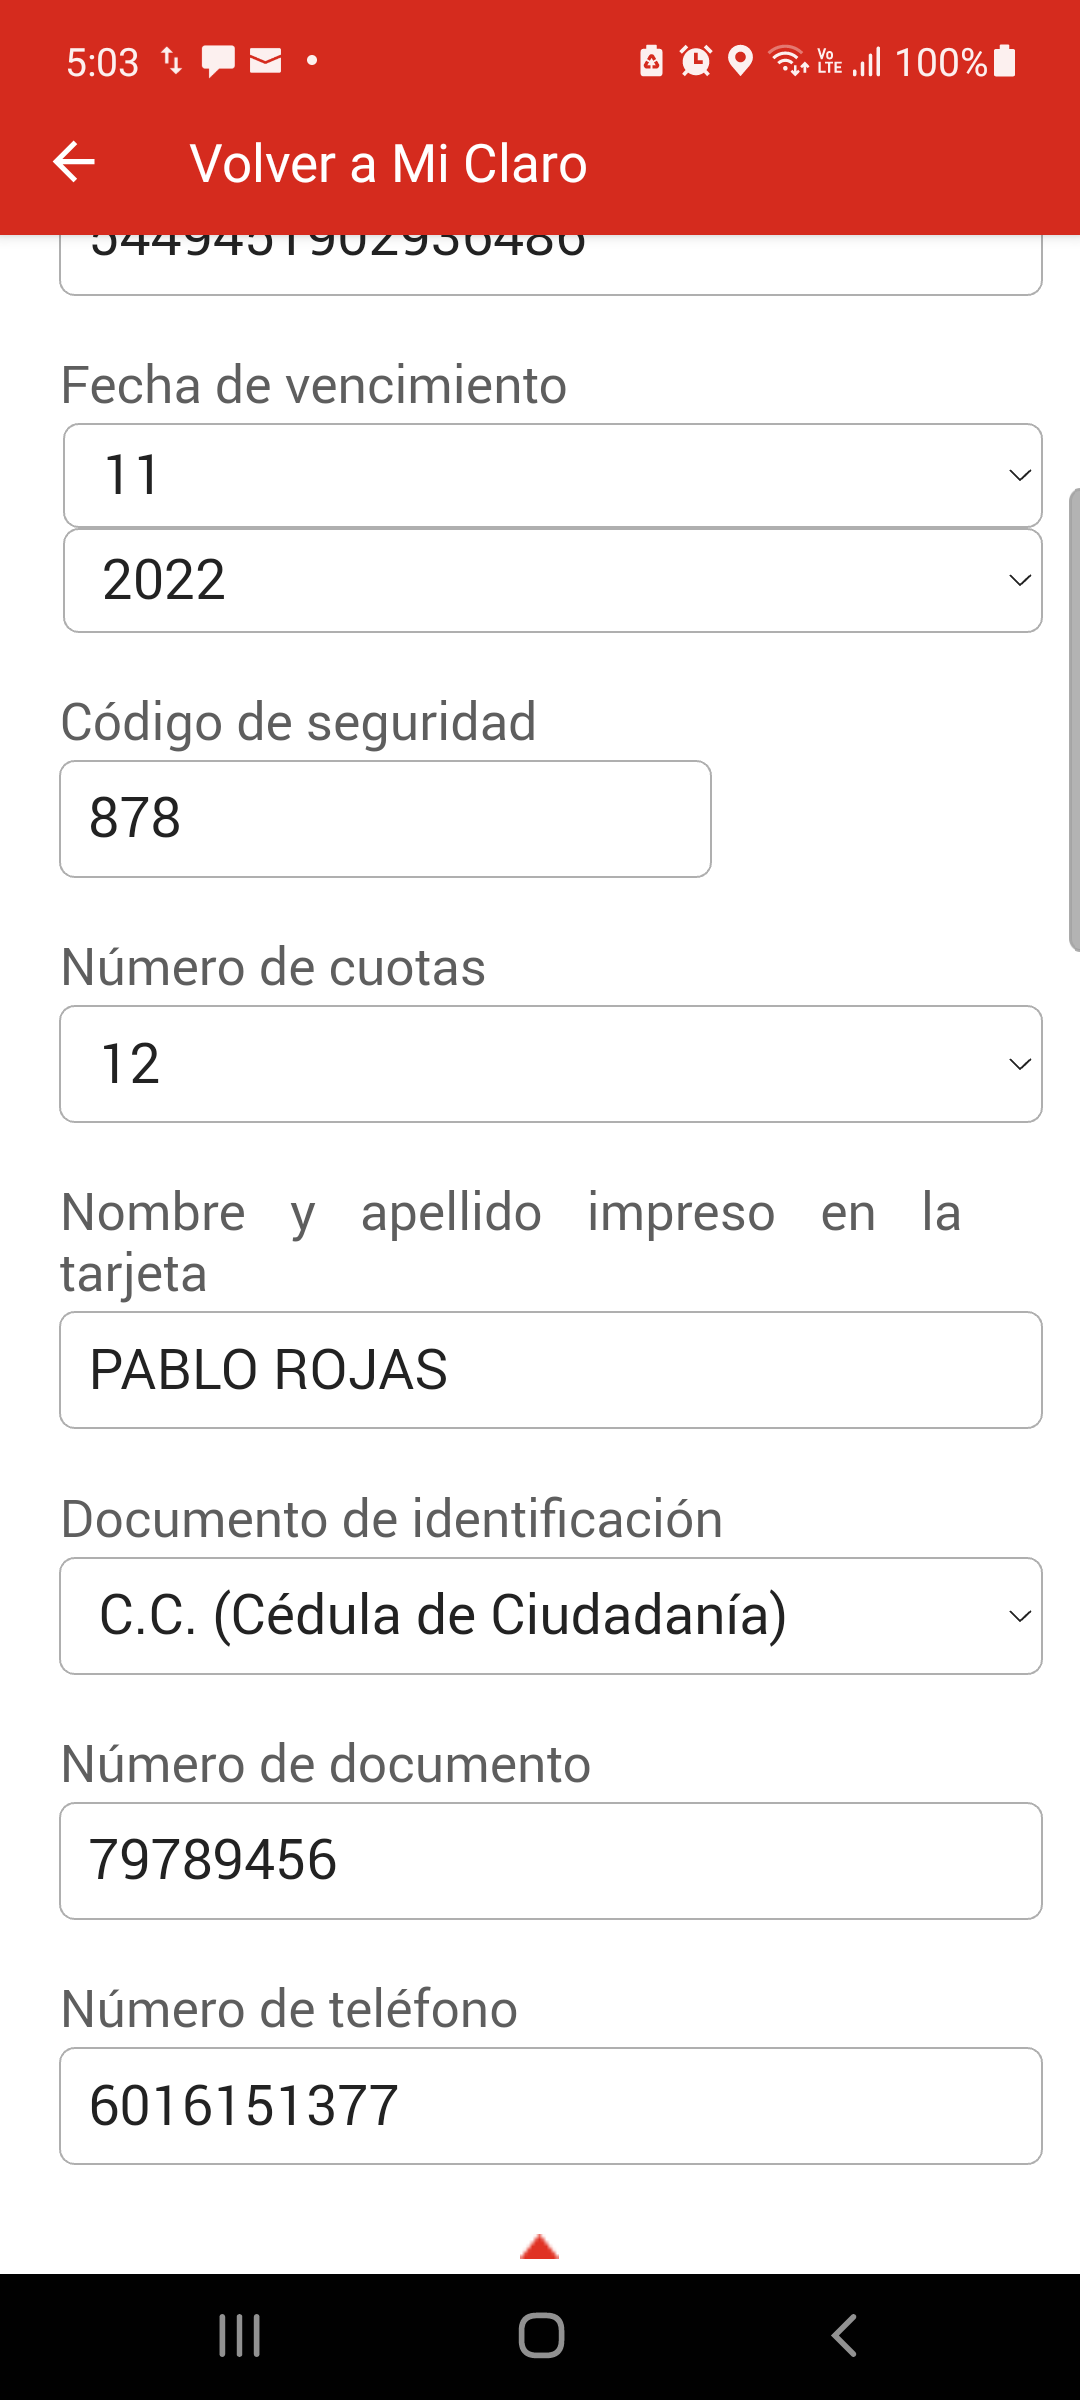 5:03
Vo LTE 100%
Volver a Mi Claro
Fecha de vencimiento
11
2022
Código de seguridad
878
Número de cuotas
12
Nombre y apellido impreso en la
tarjeta
PABLO ROJAS
Documento de identificación
C.C. (Cédula de Ciudadanía)
Número de documento
79789456
Número de teléfono
6016151377